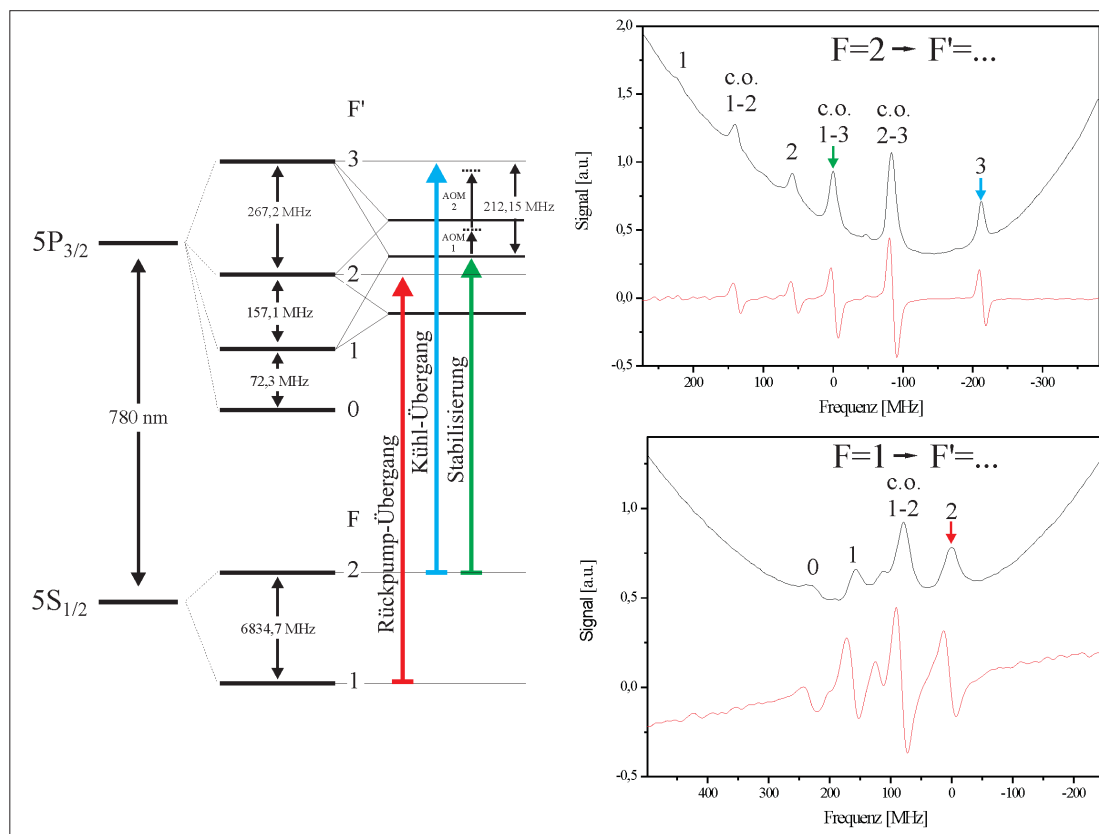 F'
3
267,2 MHz
AOM
2
212,15 MHz
AOM
1
5P3/2
2
157,1 MHz
1
72,3 MHz
0
780 nm
Rückpump-Übergang
Kühl-Übergang
Stabilisierung
F
2
5S1/2
6834,7 MHz
1
F=2 → F'=...
1
c.o.
1-2
2
c.o.
1-3
c.o.
2-3
3
2,0
1,5
1,0
0,5
0,0
-0,5
Signal [a.u.]
200 100 0 -100 -200 -300
Frequenz [MHz]
F=1 → F'=...
0
1
c.o.
1-2
2
1,0
0,5
0,0
-0,5
Signal [a.u.]
400 300 200 100 0 -100 -200
Frequenz [MHz]